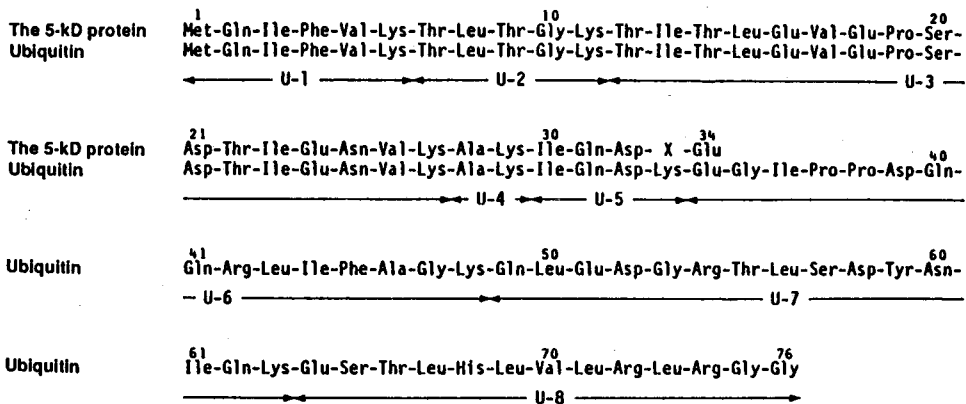 1 10 20
The 5-kD protein Met-Gln-Ile-Phe-Val-Lys-Thr-Leu-Thr-Gly-Lys-Thr-Ile-Thr-Leu-Glu-Val-Glu-Pro-Ser-
Ubiquitin Met-Gln-Ile-Phe-Val-Lys-Thr-Leu-Thr-Gly-Lys-Thr-Ile-Thr-Leu-Glu-Val-Glu-Pro-Ser-
U-1 U-2 U-3
21 30 34
The 5-kD protein Asp-Thr-Ile-Glu-Asn-Val-Lys-Ala-Lys-Ile-Gln-Asp- X -Glu
40
Ubiquitin Asp-Thr-Ile-Glu-Asn-Val-Lys-Ala-Lys-Ile-Gln-Asp-Lys-Glu-Gly-Ile-Pro-Pro-Asp-Gln-
U-4 U-5
41 50 60
Ubiquitin Gln-Arg-Leu-Ile-Phe-Ala-Gly-Lys-Gln-Leu-Glu-Asp-Gly-Arg-Thr-Leu-Ser-Asp-Tyr-Asn-
U-6 U-7
61 70 76
Ubiquitin Ile-Gln-Lys-Glu-Ser-Thr-Leu-His-Leu-Val-Leu-Arg-Leu-Arg-Gly-Gly
U-8